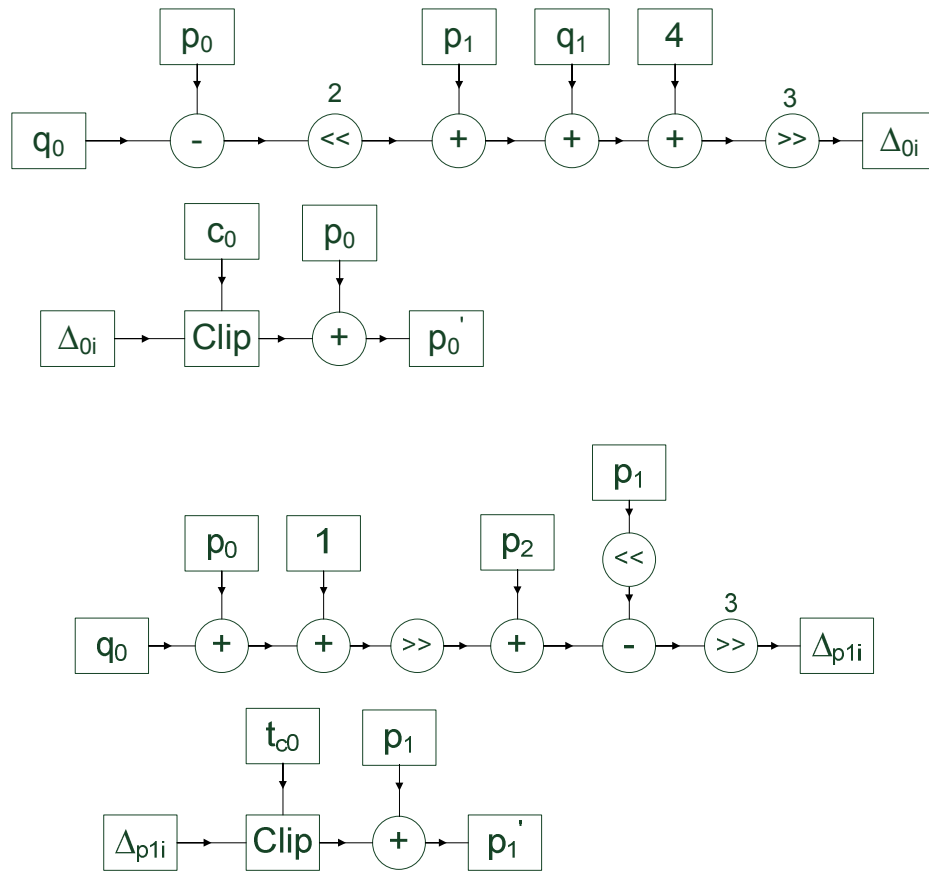 p₀ p₁ q₁ 4
2 3
q₀ - << + + + >> Δ₀ᵢ
c₀ p₀
Δ₀ᵢ Clip + p₀'
p₁
<<
p₀ 1 p₂
3
q₀ + + >> + - >> Δp1i
tc0 p₁
Δp1i Clip + p₁'